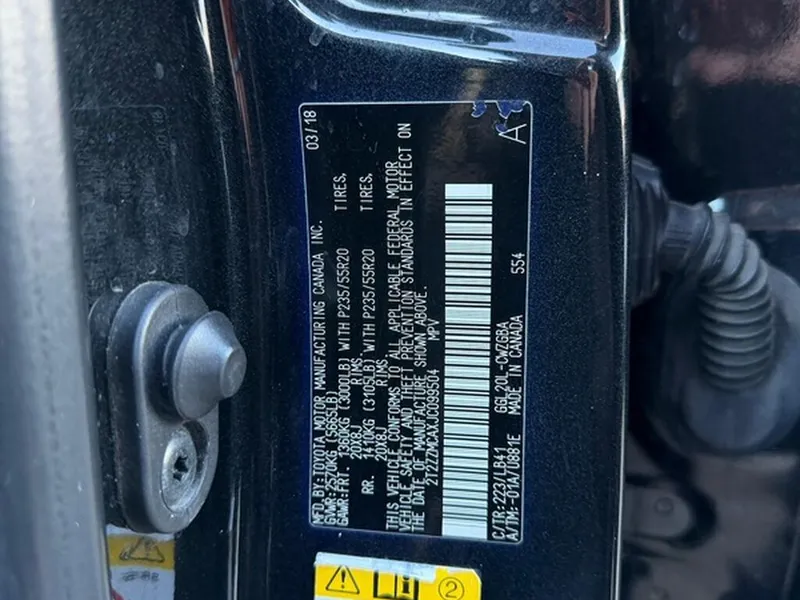 MFD.BY:TOYOTA MOTOR MANUFACTURING CANADA INC. 03/18
GVWR:2570KG (5665LB)
GAWR:FRT. 1360KG (3000LB) WITH P235/55R20 TIRES,
20X8J RIMS,
RR. 1410KG (3105LB) WITH P235/55R20 TIRES,
20X8J RIMS,
THIS VEHICLE CONFORMS TO ALL APPLICABLE FEDERAL MOTOR
VEHICLE SAFETY AND THEFT PREVENTION STANDARDS IN EFFECT ON
THE DATE OF MANUFACTURE SHOWN ABOVE.
2T2ZZMCAXJC099504 MPV
C/TR:223/LB41 GGL20L-CWZGBA
A/TM:-01A/U881E MADE IN CANADA 554
A
2